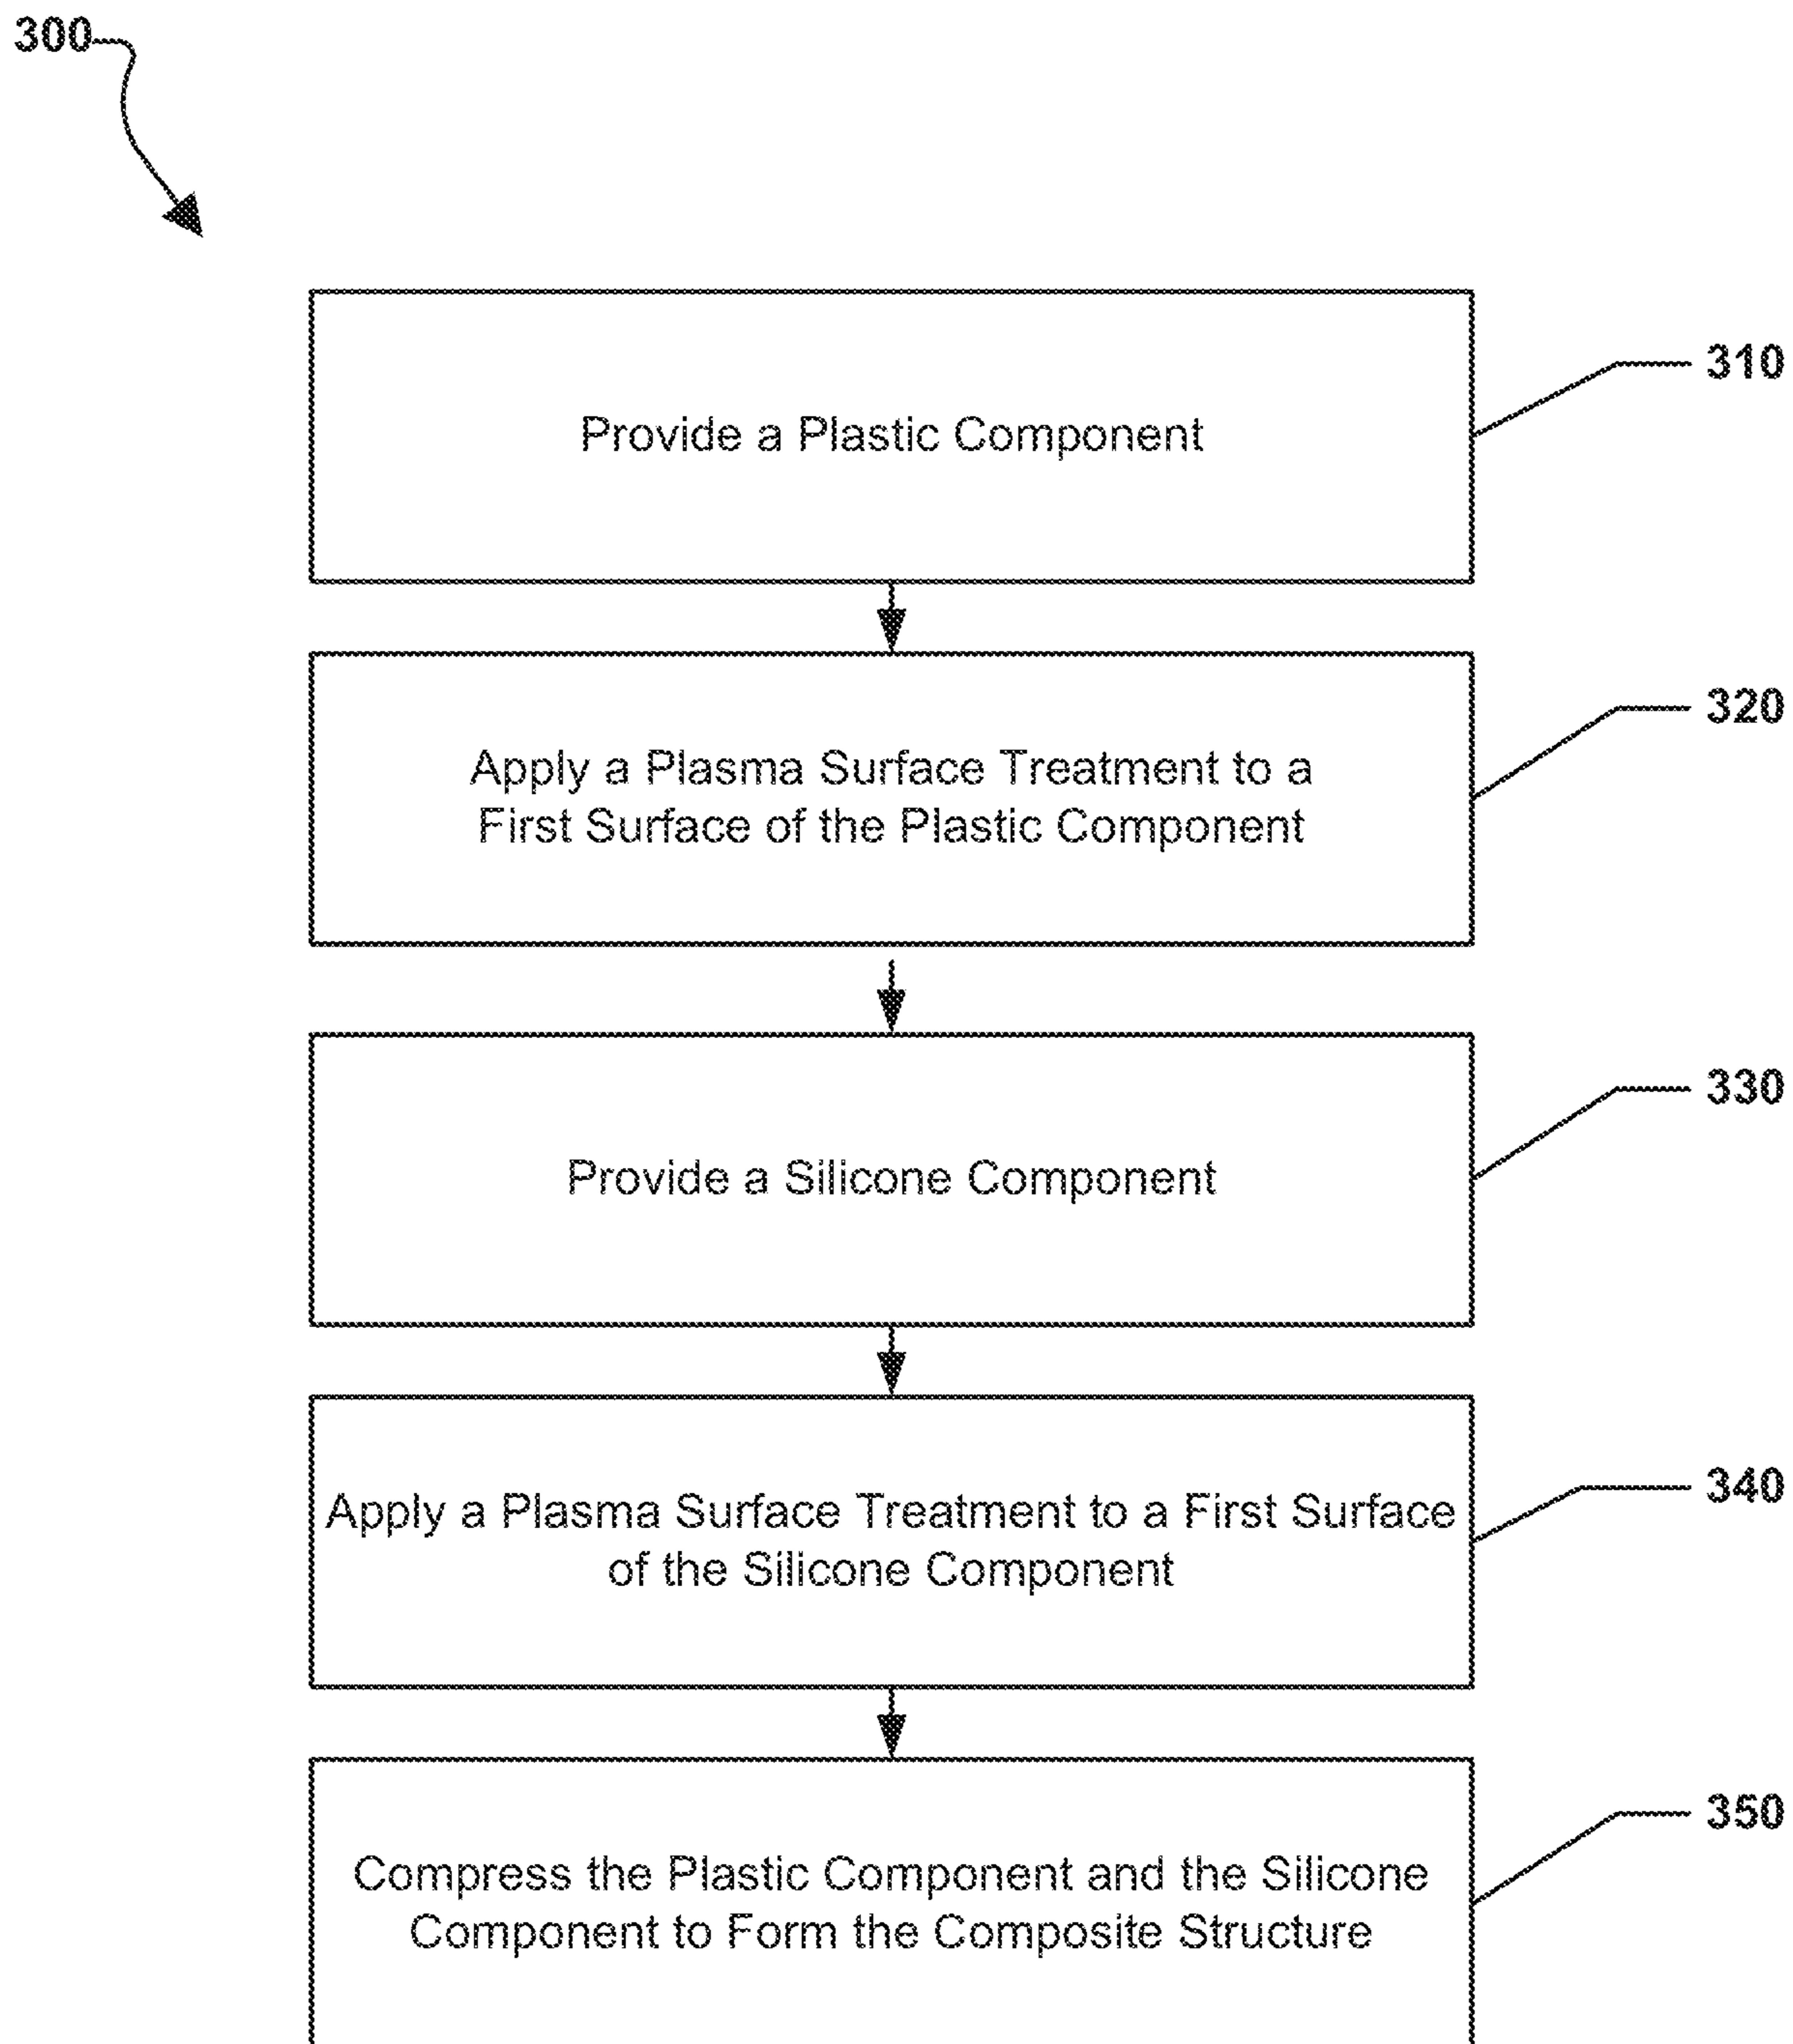 300
Provide a Plastic Component
310
Apply a Plasma Surface Treatment to a
First Surface of the Plastic Component
320
Provide a Silicone Component
330
Apply a Plasma Surface Treatment to a First Surface
of the Silicone Component
340
Compress the Plastic Component and the Silicone
Component to Form the Composite Structure
350